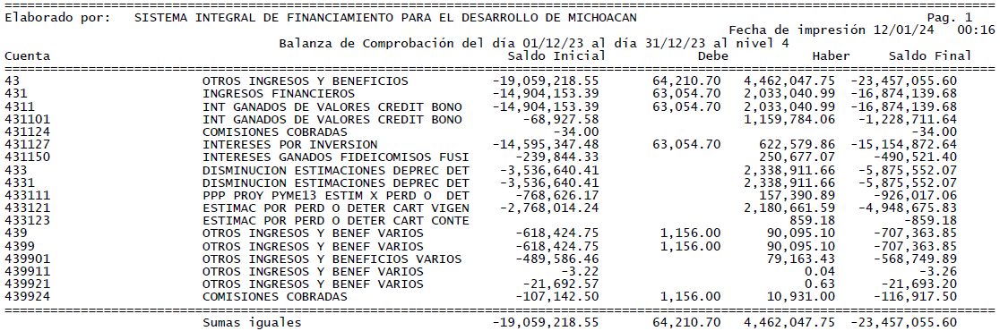 Elaborado por: SISTEMA INTEGRAL DE FINANCIAMIENTO PARA EL DESARROLLO DE MICHOACAN Pag. 1
Fecha de impresión 12/01/24 00:16
Balanza de Comprobación del día 01/12/23 al día 31/12/23 al nivel 4
Cuenta Saldo Inicial Debe Haber Saldo Final
43 OTROS INGRESOS Y BENEFICIOS -19,059,218.55 64,210.70 4,462,047.75 -23,457,055.60
431 INGRESOS FINANCIEROS -14,904,153.39 63,054.70 2,033,040.99 -16,874,139.68
4311 INT GANADOS DE VALORES CREDIT BONO -14,904,153.39 63,054.70 2,033,040.99 -16,874,139.68
431101 INT GANADOS DE VALORES CREDIT BONO -68,927.58 1,159,784.06 -1,228,711.64
431124 COMISIONES COBRADAS -34.00 -34.00
431127 INTERESES POR INVERSION -14,595,347.48 63,054.70 622,579.86 -15,154,872.64
431150 INTERESES GANADOS FIDEICOMISOS FUSI -239,844.33 250,677.07 -490,521.40
433 DISMINUCION ESTIMACIONES DEPREC DET -3,536,640.41 2,338,911.66 -5,875,552.07
4331 DISMINUCION ESTIMACIONES DEPREC DET -3,536,640.41 2,338,911.66 -5,875,552.07
433111 PPP PROY PYME13 ESTIM X PERD O DET -768,626.17 157,390.89 -926,017.06
433121 ESTIMAC POR PERD O DETER CART VIGEN -2,768,014.24 2,180,661.59 -4,948,675.83
433123 ESTIMAC POR PERD O DETER CART CONTE 859.18 -859.18
439 OTROS INGRESOS Y BENEF VARIOS -618,424.75 1,156.00 90,095.10 -707,363.85
4399 OTROS INGRESOS Y BENEF VARIOS -618,424.75 1,156.00 90,095.10 -707,363.85
439901 OTROS INGRESOS Y BENEFICIOS VARIOS -489,586.46 79,163.43 -568,749.89
439911 OTROS INGRESOS Y BENEF VARIOS -3.22 0.04 -3.26
439921 OTROS INGRESOS Y BENEF VARIOS -21,692.57 0.63 -21,693.20
439924 COMISIONES COBRADAS -107,142.50 1,156.00 10,931.00 -116,917.50
Sumas iguales -19,059,218.55 64,210.70 4,462,047.75 -23,457,055.60